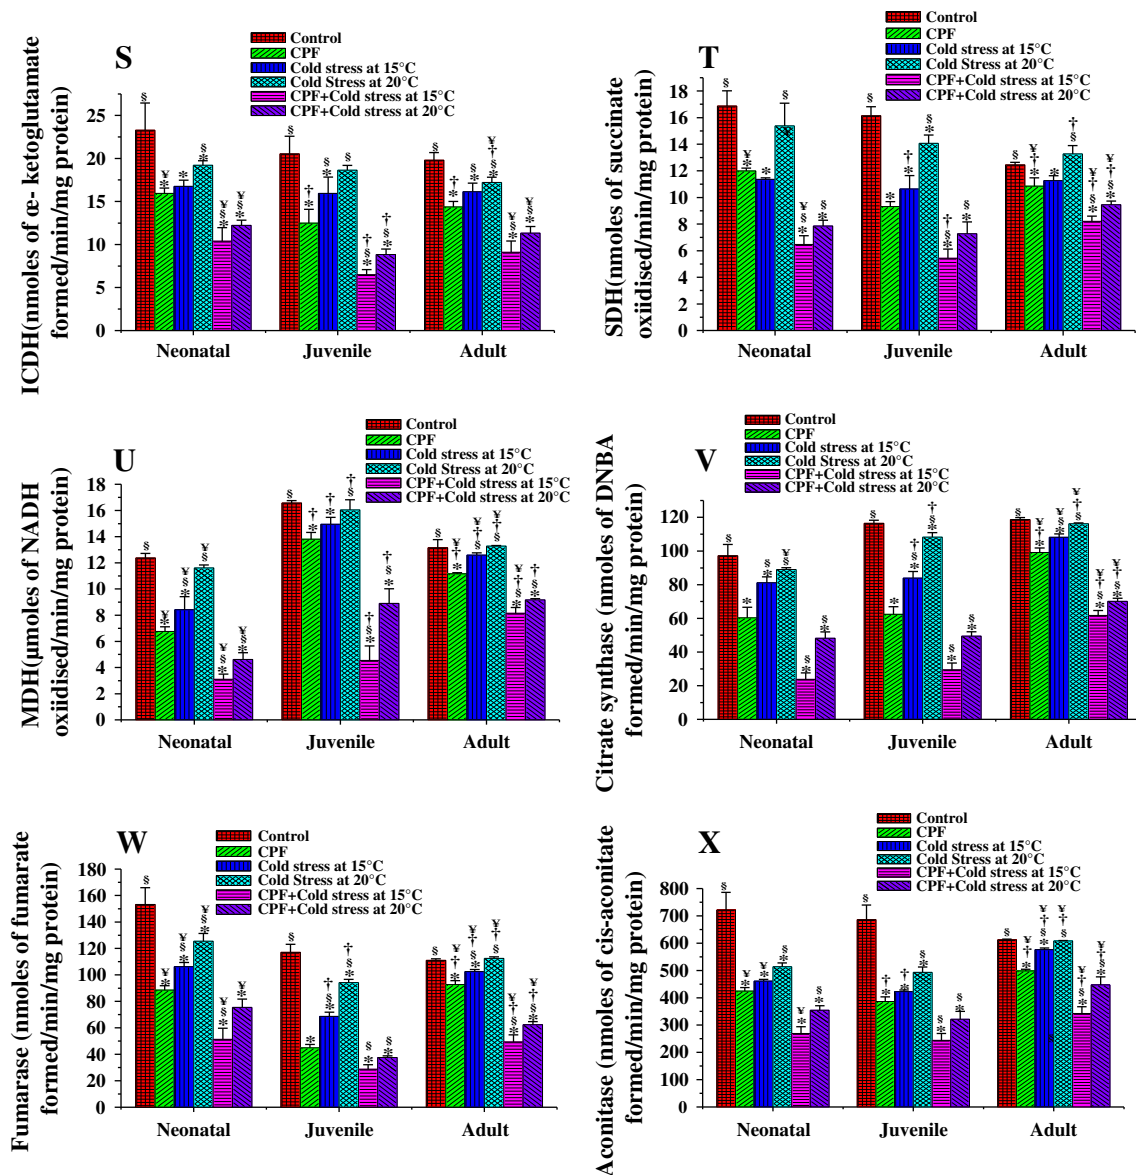 S
Control
CPF
Cold stress at 15°C
Cold Stress at 20°C
CPF+Cold stress at 15°C
CPF+Cold stress at 20°C
ICDH(nmoles of œ- ketoglutamate
formed/min/mg protein)
25
20
15
10
5
0
Neonatal Juvenile Adult
T
Control
CPF
Cold stress at 15°C
Cold Stress at 20°C
CPF+Cold stress at 15°C
CPF+Cold stress at 20°C
SDH(nmoles of succinate
oxiidised/min/mg protein)
18
16
14
12
10
8
6
4
2
0
Neonatal Juvenile Adult
U
Control
CPF
Cold stress at 15°C
Cold Stress at 20°C
CPF+Cold stress at 15°C
CPF+Cold stress at 20°C
MDH(µmoles of NADH
oxiidised/min/mg protein)
18
16
14
12
10
8
6
4
2
0
Neonatal Juvenile Adult
V
Control
CPF
Cold stress at 15°C
Cold Stress at 20°C
CPF+Cold stress at 15°C
CPF+Cold stress at 20°C
Citrate synthase (nmoles of DNBA
formed/min/mg protein)
120
100
80
60
40
20
0
Neonatal Juvenile Adult
W
Control
CPF
Cold stress at 15°C
Cold Stress at 20°C
CPF+Cold stress at 15°C
CPF+Cold stress at 20°C
Fumarase (nmoles of fumarate
formed/min/mg protein)
180
160
140
120
100
80
60
40
20
0
Neonatal Juvenile Adult
X
Control
CPF
Cold stress at 15°C
Cold Stress at 20°C
CPF+Cold stress at 15°C
CPF+Cold stress at 20°C
Aconitase (nmoles of cis-aconitate
formed/min/mg protein)
800
700
600
500
400
300
200
100
0
Neonatal Juvenile Adult